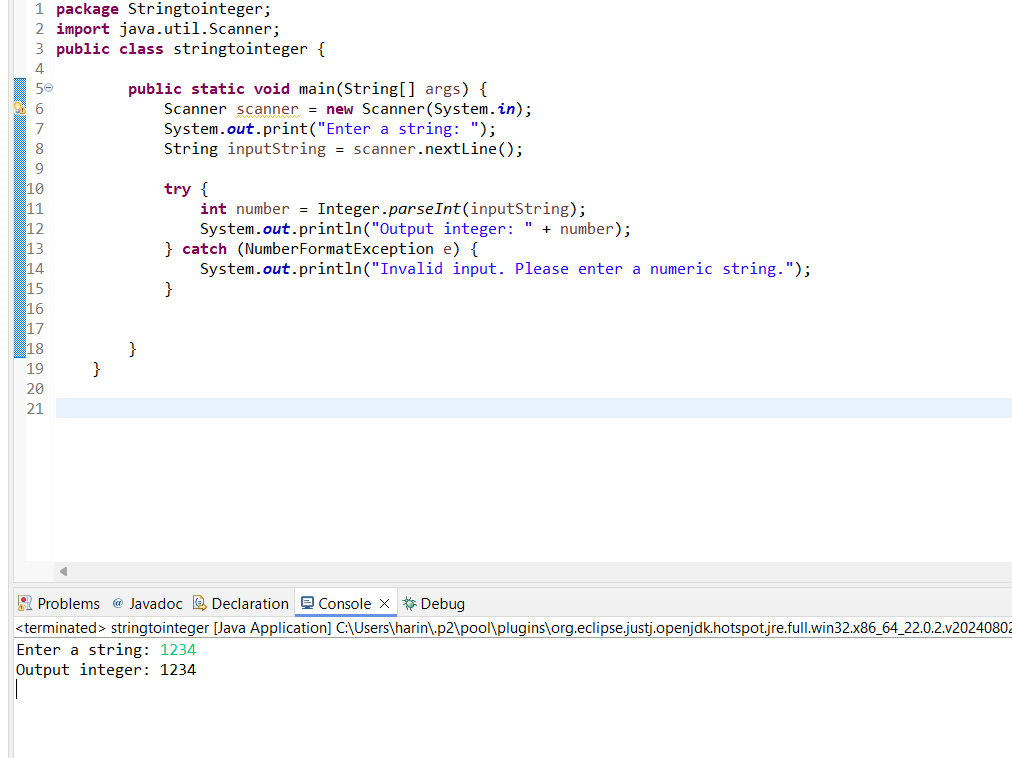 1 package Stringtointeger;
2 import java.util.Scanner;
3 public class stringtointeger {
4
5 public static void main(String[] args) {
6 Scanner scanner = new Scanner(System.in);
7 System.out.print("Enter a string: ");
8 String inputString = scanner.nextLine();
9
10 try {
11 int number = Integer.parseInt(inputString);
12 System.out.println("Output integer: " + number);
13 } catch (NumberFormatException e) {
14 System.out.println("Invalid input. Please enter a numeric string.");
15 }
16
17
18 }
19 }
20
21
Problems @ Javadoc Declaration Console Debug
<terminated> stringtointeger [Java Application] C:\Users\harin\.p2\pool\plugins\org.eclipse.justj.openjdk.hotspot.jre.full.win32.x86_64_22.0.2.v20240802
Enter a string: 1234
Output integer: 1234